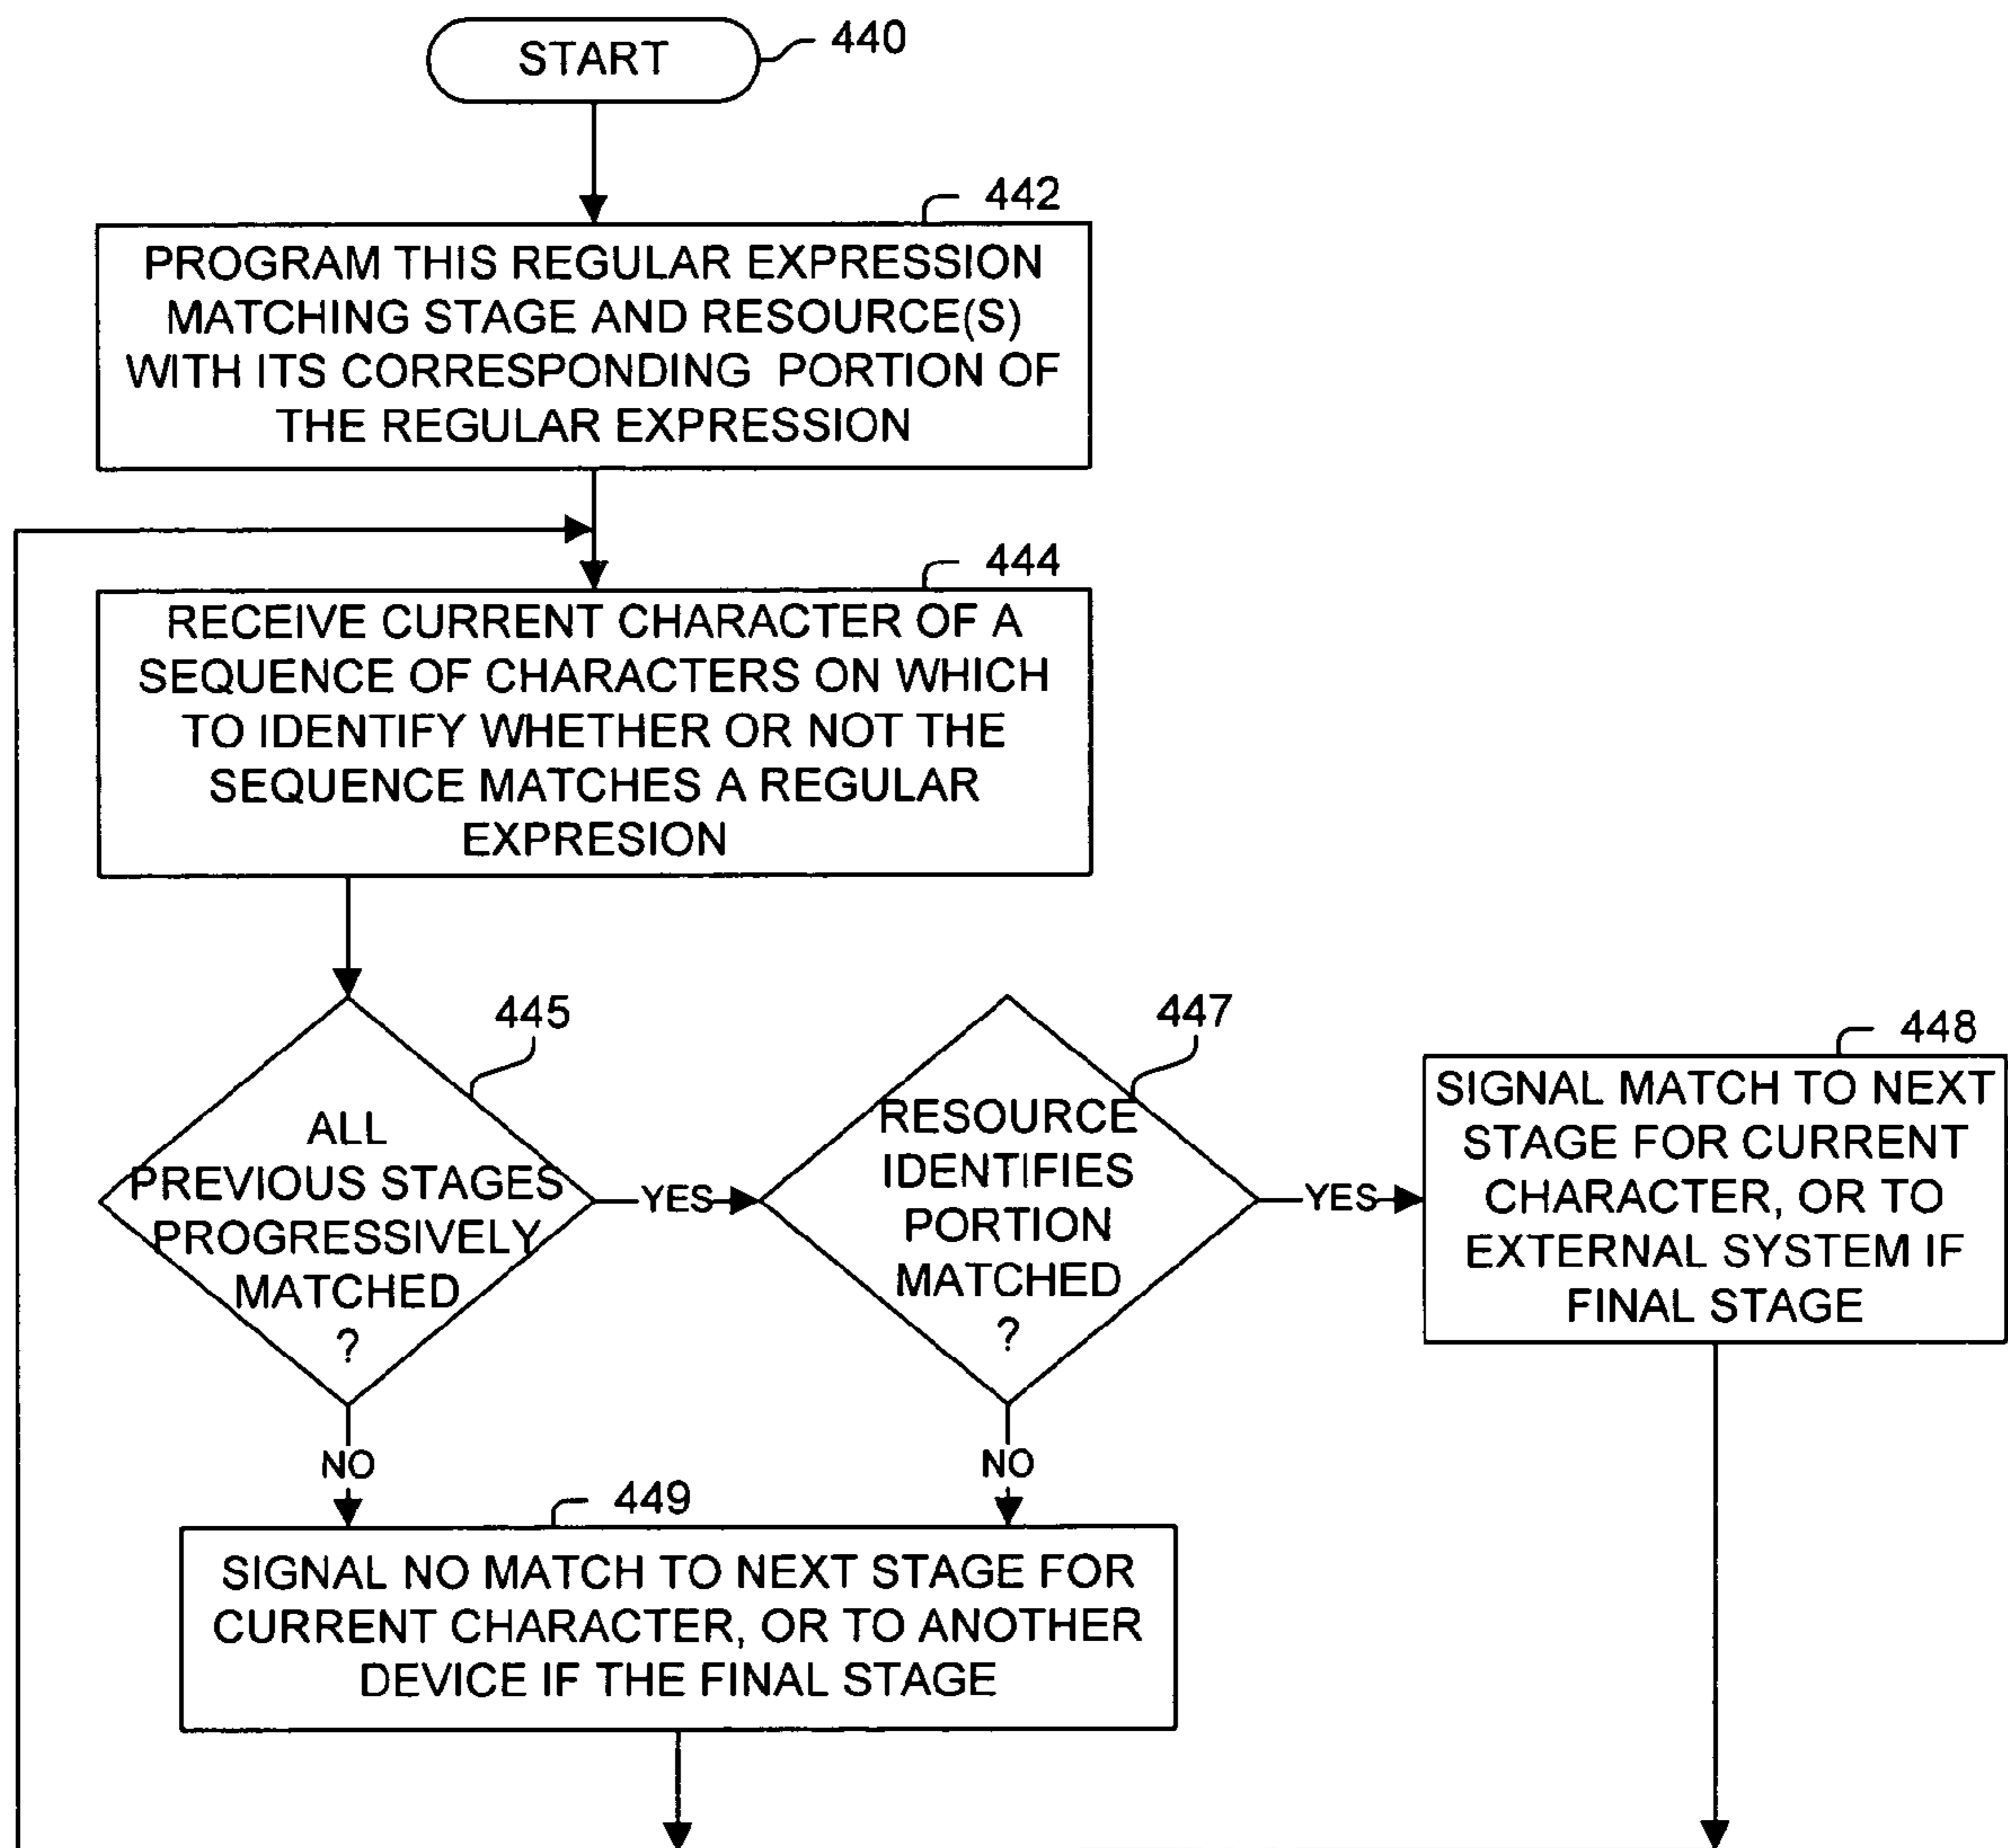 START
440
442
PROGRAM THIS REGULAR EXPRESSION
MATCHING STAGE AND RESOURCE(S)
WITH ITS CORRESPONDING PORTION OF
THE REGULAR EXPRESSION
444
RECEIVE CURRENT CHARACTER OF A
SEQUENCE OF CHARACTERS ON WHICH
TO IDENTIFY WHETHER OR NOT THE
SEQUENCE MATCHES A REGULAR
EXPRESION
445
ALL
PREVIOUS STAGES
PROGRESSIVELY
MATCHED
?
YES
447
RESOURCE
IDENTIFIES
PORTION
MATCHED
?
YES
448
SIGNAL MATCH TO NEXT
STAGE FOR CURRENT
CHARACTER, OR TO
EXTERNAL SYSTEM IF
FINAL STAGE
NO
NO
449
SIGNAL NO MATCH TO NEXT STAGE FOR
CURRENT CHARACTER, OR TO ANOTHER
DEVICE IF THE FINAL STAGE